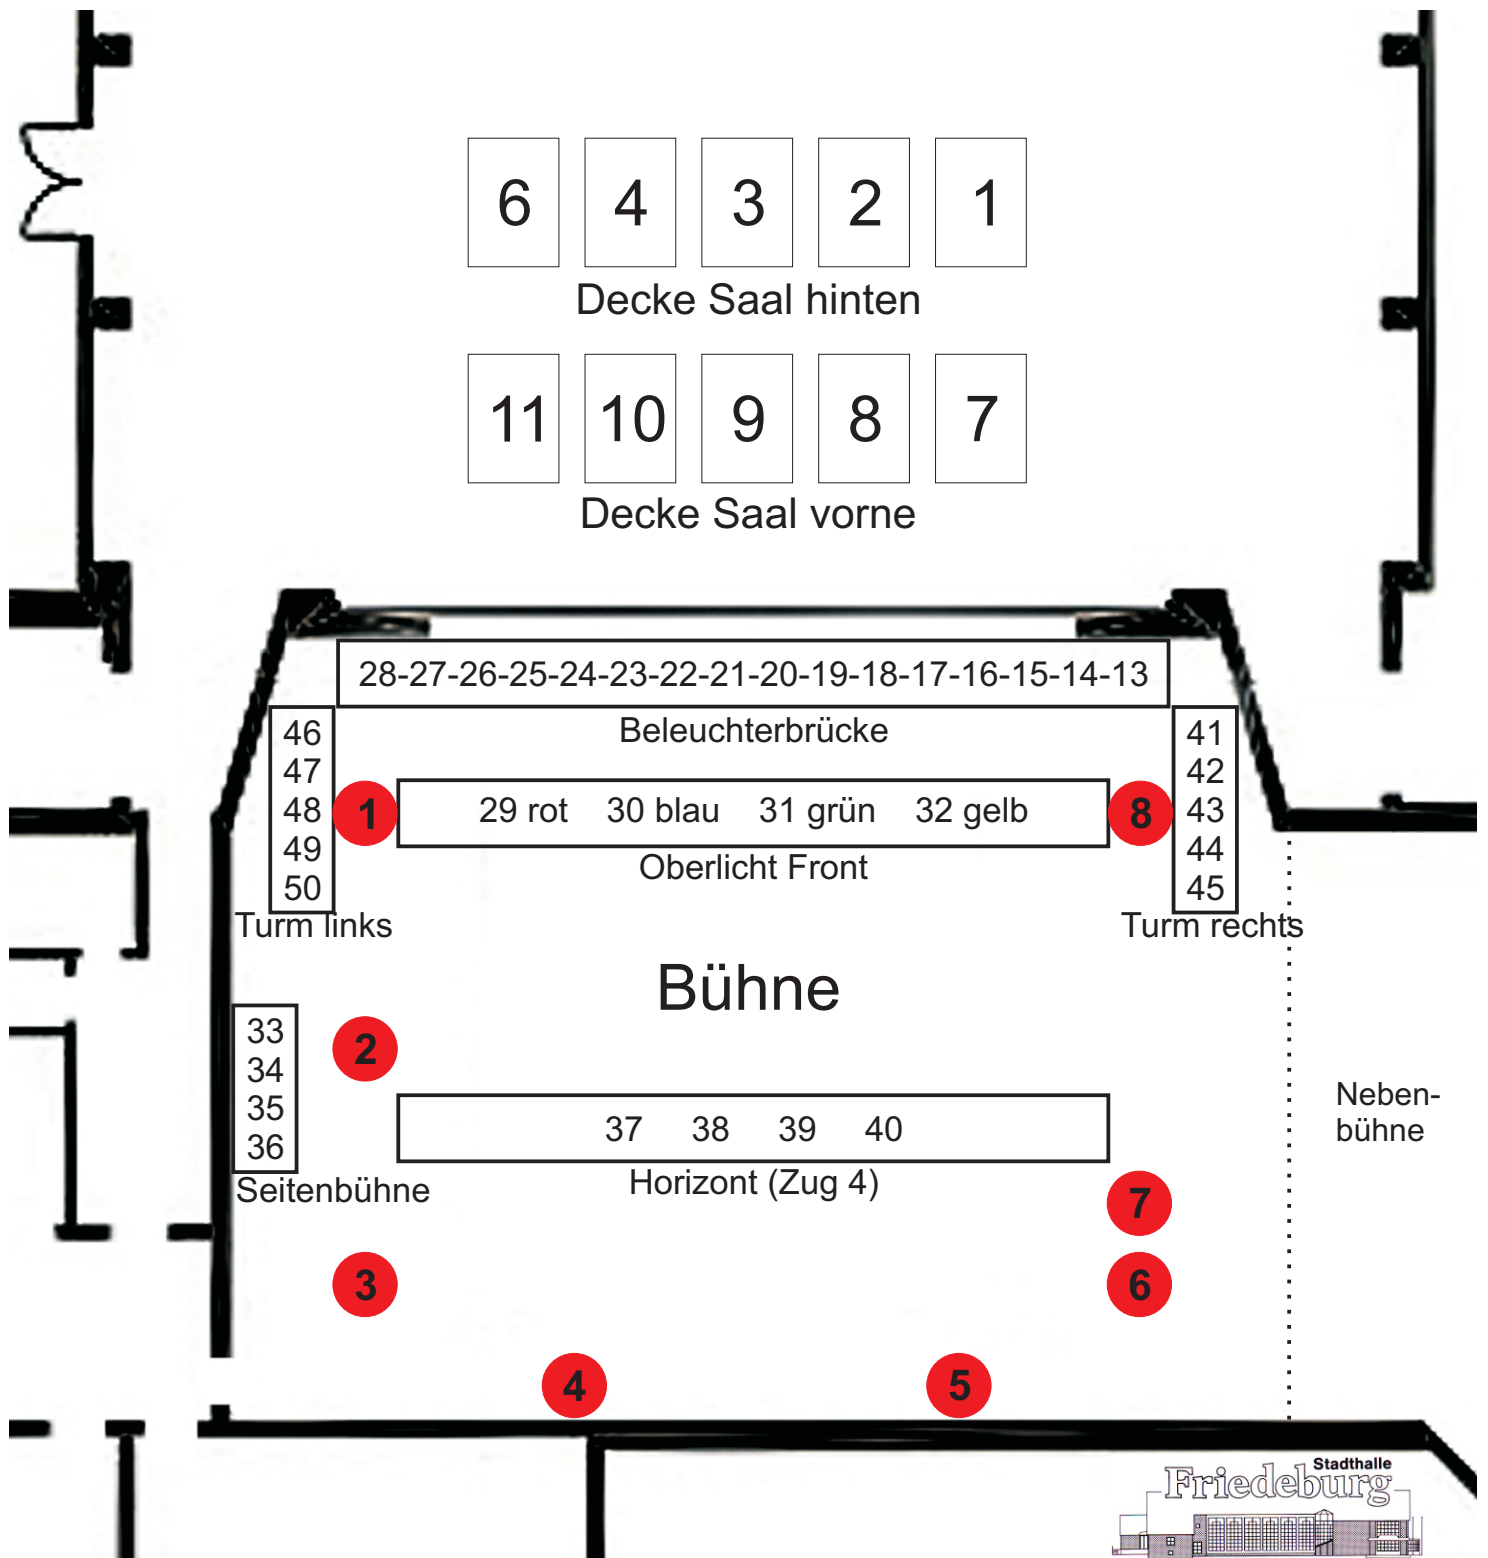 6 4 3 2 1
Decke Saal hinten
11 10 9 8 7
Decke Saal vorne
28-27-26-25-24-23-22-21-20-19-18-17-16-15-14-13
Beleuchterbrücke
46
47
48
49
50
Turm links
41
42
43
44
45
Turm rechts
1
29 rot 30 blau 31 grün 32 gelb
8
Oberlicht Front
Bühne
33
34
35
36
Seitenbühne
2
37 38 39 40
Horizont (Zug 4)
Neben-
bühne
7
3
6
4
5
Stadthalle
Friedeburg